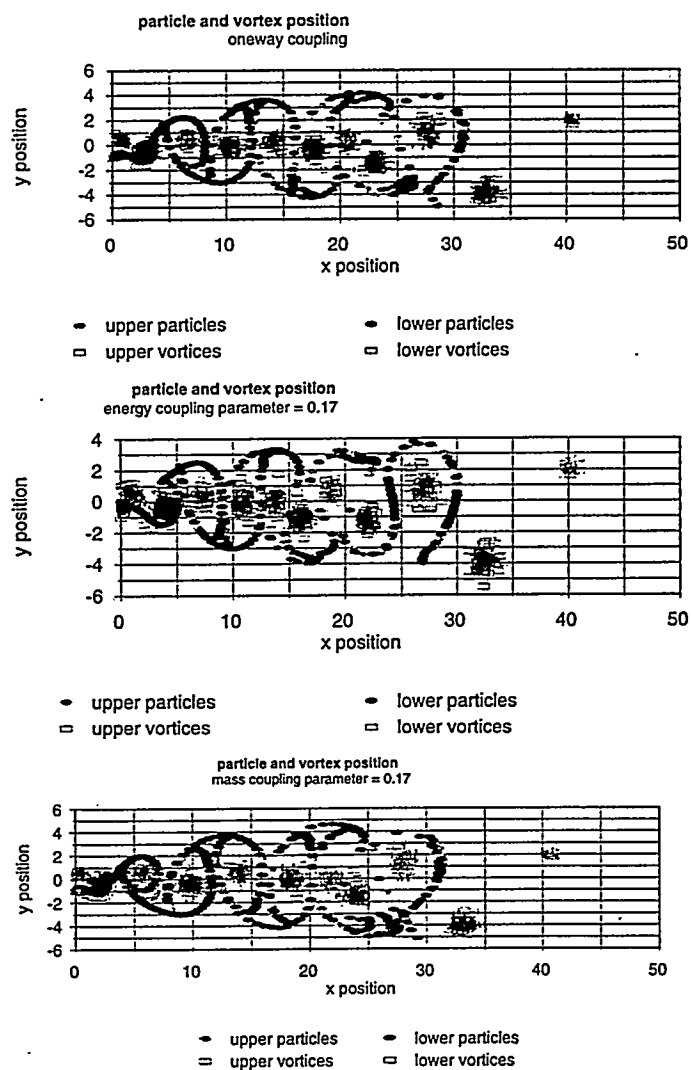 particle and vortex position
oneway coupling
6
4
2
0
-2
-4
-6
y position
0 10 20 30 40 50
x position
upper particles lower particles
upper vortices lower vortices
particle and vortex position
energy coupling parameter = 0.17
4
2
0
-2
-4
-6
y position
0 10 20 30 40 50
x position
upper particles lower particles
upper vortices lower vortices
particle and vortex position
mass coupling parameter = 0.17
6
4
2
0
-2
-4
-6
y position
0 10 20 30 40 50
x position
upper particles lower particles
upper vortices lower vortices